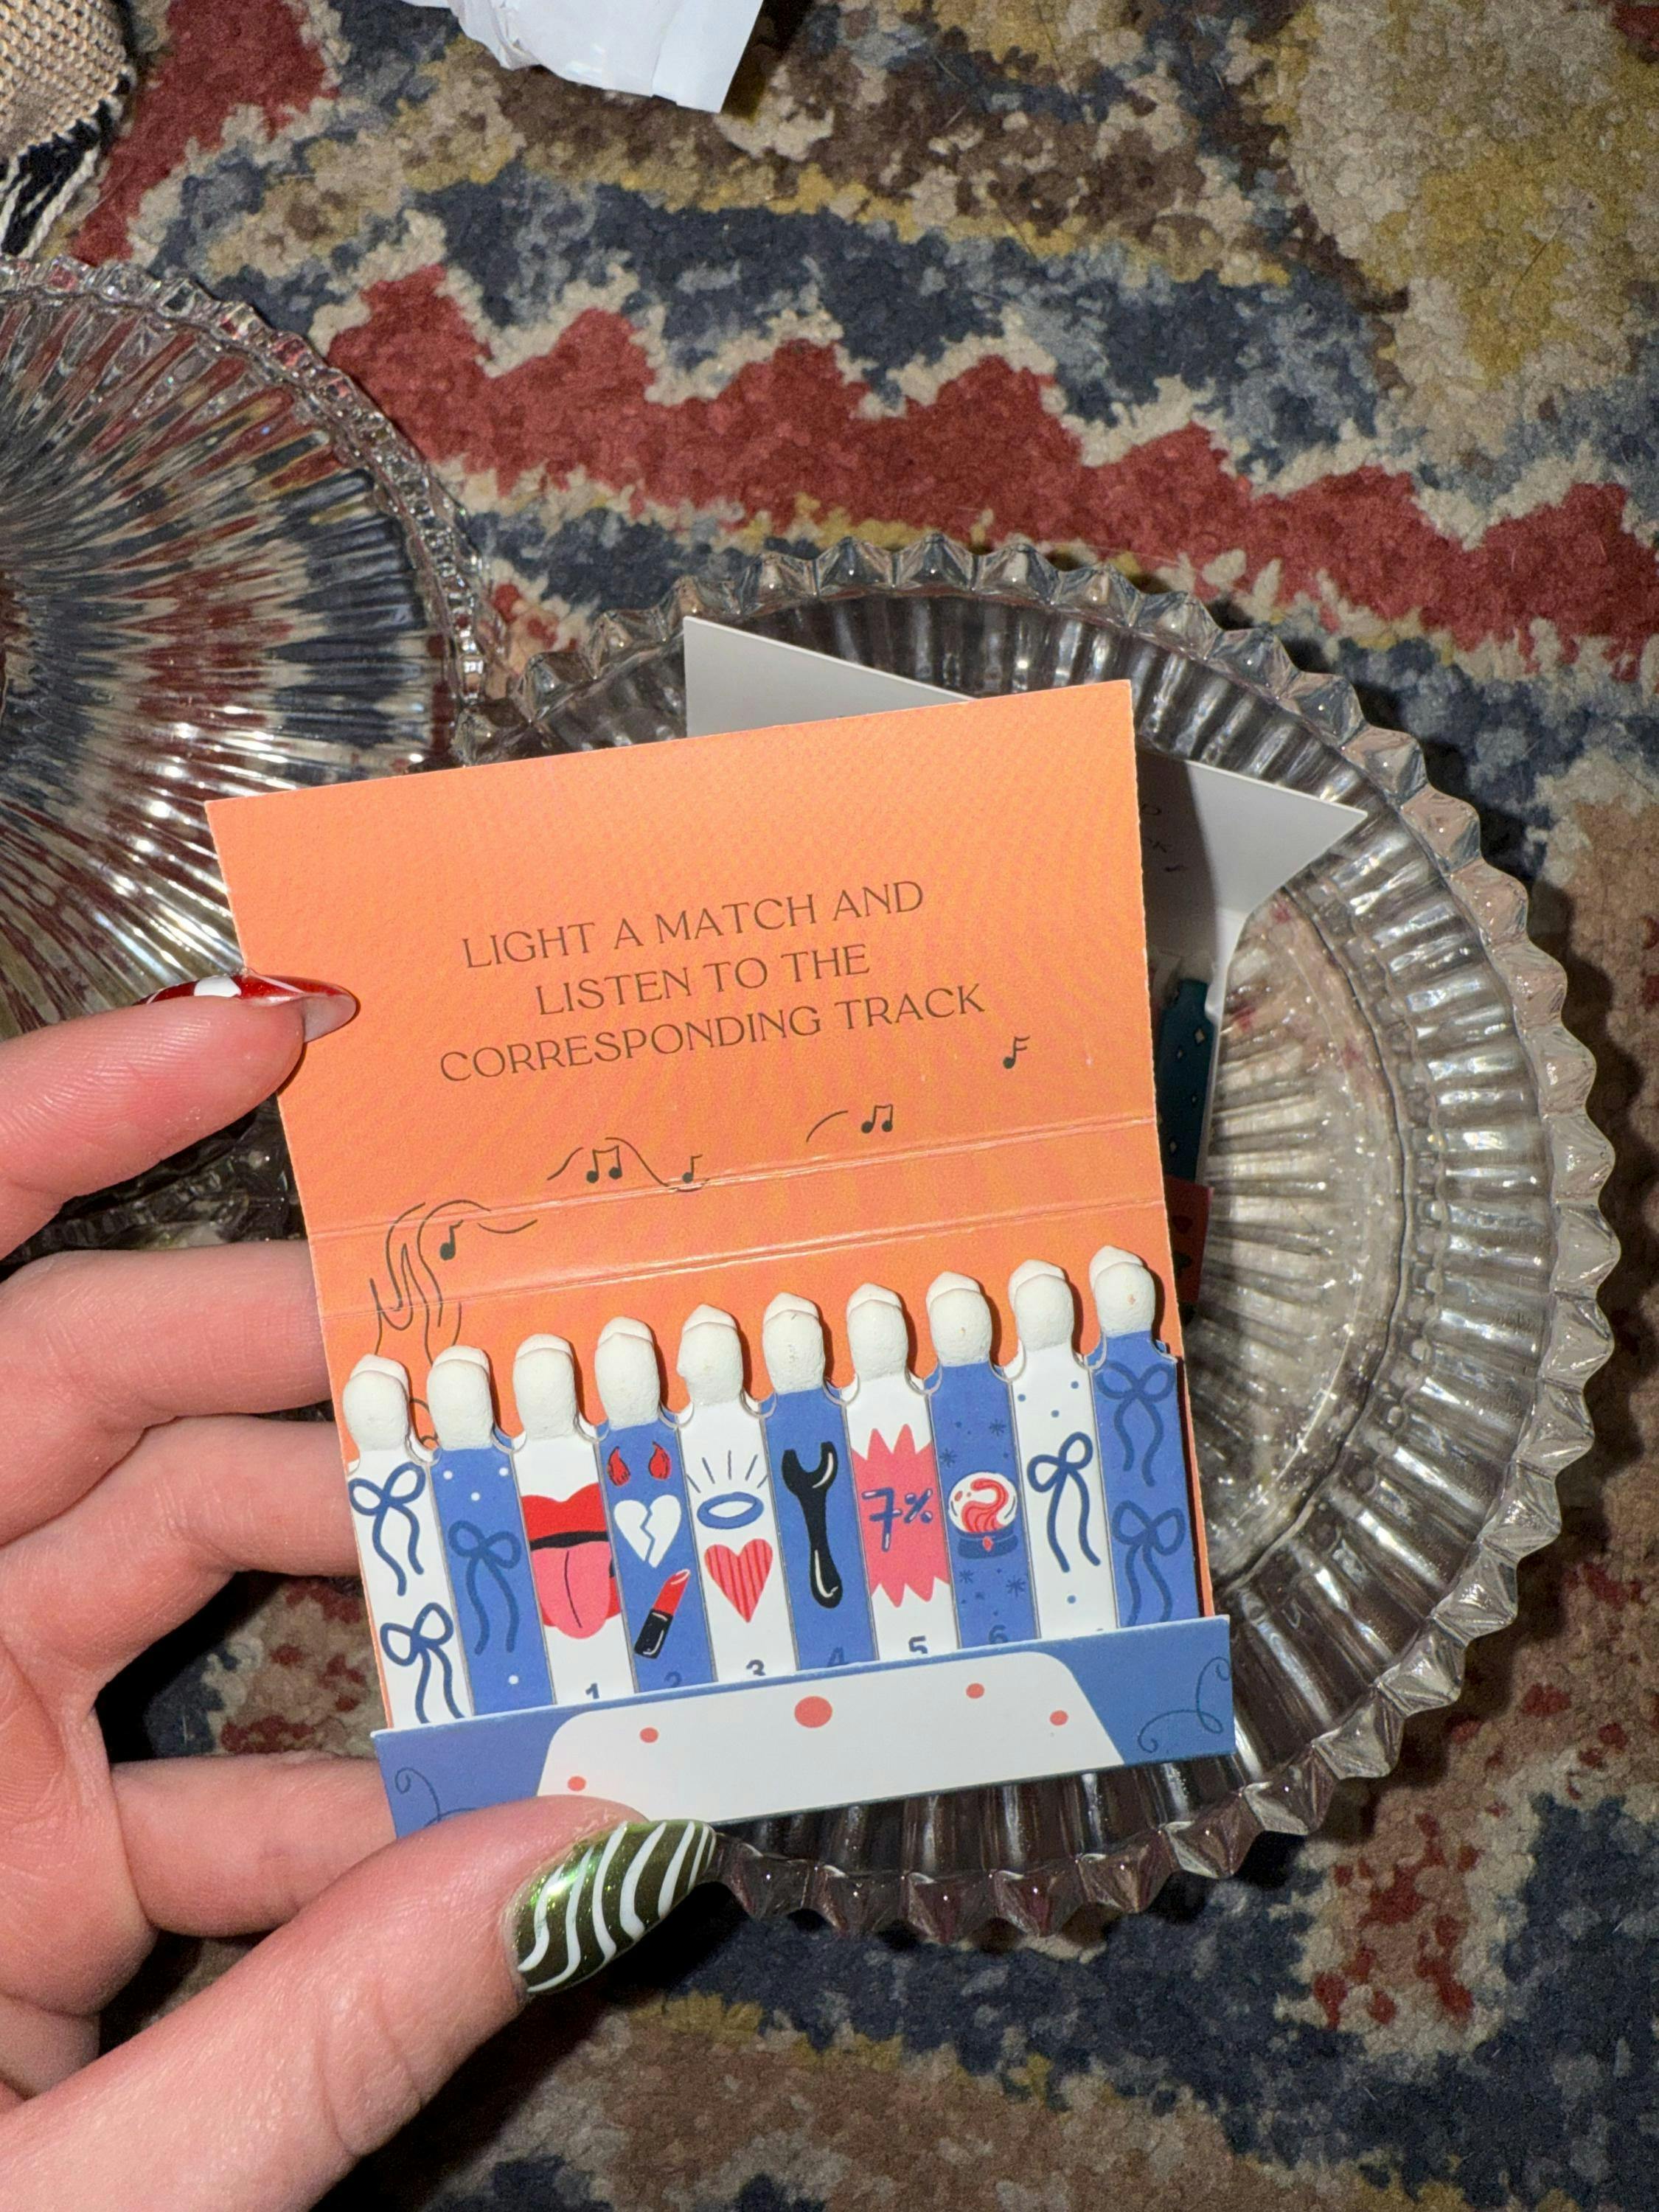 LIGHT A MATCH AND
LISTEN TO THE
CORRESPONDING TRACK
7%
1 2 3 4 5 6